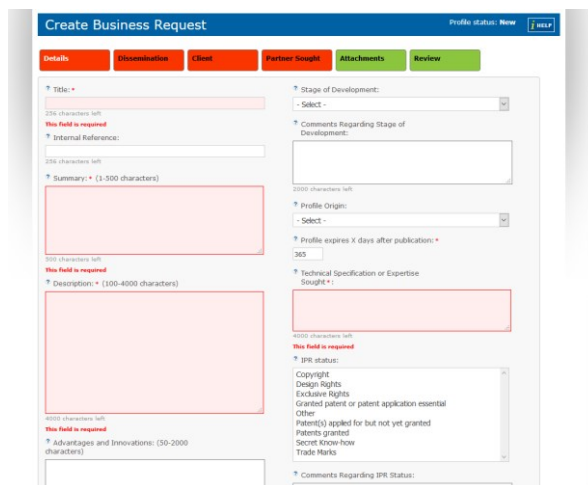 Create Business Request
Profile status: New
i HELP
Details
Dissemination
Client
Partner Sought
Attachments
Review
? Title: *
256 characters left
This field is required
? Internal Reference:
256 characters left
? Summary: * (1-500 characters)
500 characters left
This field is required
? Description: * (100-4000 characters)
4000 characters left
This field is required
? Advantages and Innovations: (50-2000
characters)
? Stage of Development:
- Select -
? Comments Regarding Stage of
Development:
2000 characters left
? Profile Origin:
- Select -
? Profile expires X days after publication: *
365
? Technical Specification or Expertise
Sought * :
4000 characters left
This field is required
? IPR status:
Copyright
Design Rights
Exclusive Rights
Granted patent or patent application essential
Other
Patent(s) applied for but not yet granted
Patents granted
Secret Know-how
Trade Marks
? Comments Regarding IPR Status: